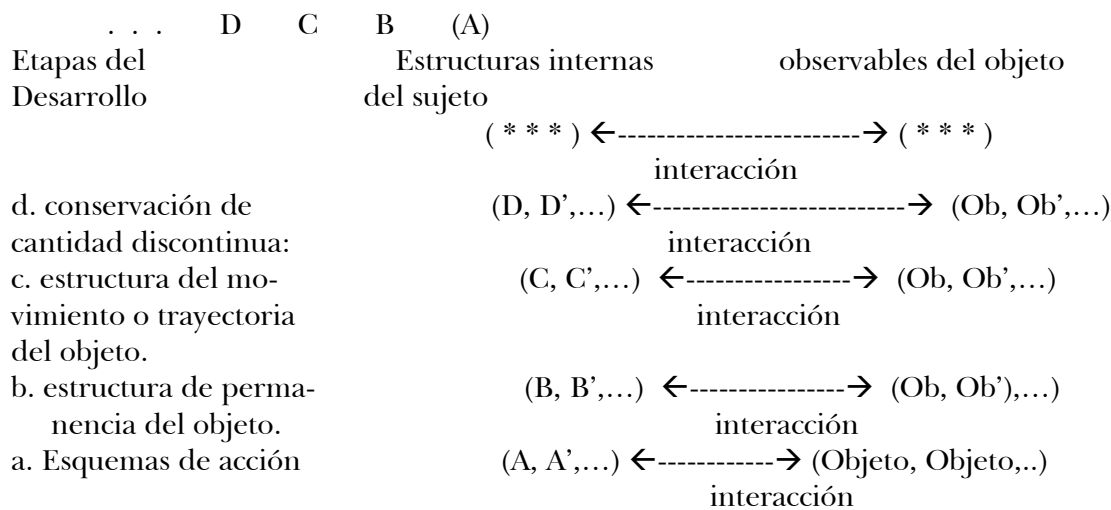 . . . D C B (A)
Etapas del Estructuras internas observables del objeto
Desarrollo del sujeto
( * * * ) 🡨--------------------------🡪 ( * * * )
interacción
d. conservación de (D, D’,…) 🡨---------------------------🡪 (Ob, Ob’,…)
cantidad discontinua: interacción
c. estructura del mo- (C, C’,…) 🡨-----------------🡪 (Ob, Ob’,…)
vimiento o trayectoria interacción
del objeto.
b. estructura de perma- (B, B’,…) 🡨----------------🡪 (Ob, Ob’),…)
nencia del objeto. interacción
a. Esquemas de acción (A, A’,…) 🡨------------🡪 (Objeto, Objeto,..)
interacción